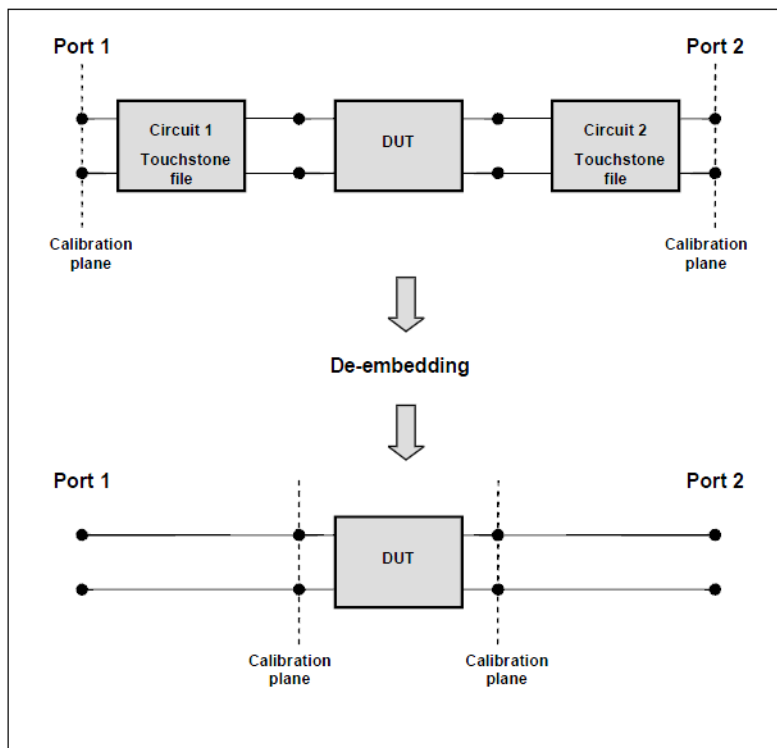 Port 1
Port 2
Circuit 1
Touchstone
file
DUT
Circuit 2
Touchstone
file
Calibration
plane
Calibration
plane
De-embedding
Port 1
Port 2
DUT
Calibration
plane
Calibration
plane